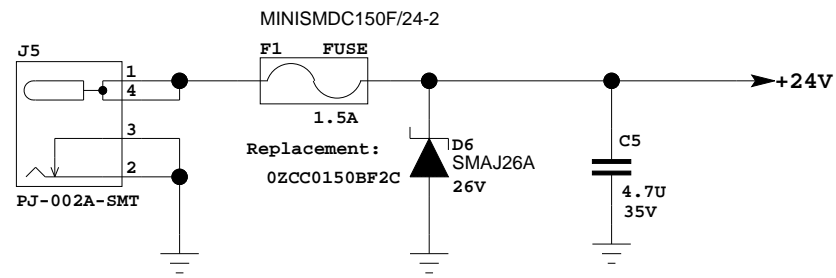 MINISMDC150F/24-2
J5
F1 FUSE
1
4
+24V
1.5A
3
Replacement:
D6
SMAJ26A
C5
2
0ZCC0150BF2C
26V
4.7U
35V
PJ-002A-SMT